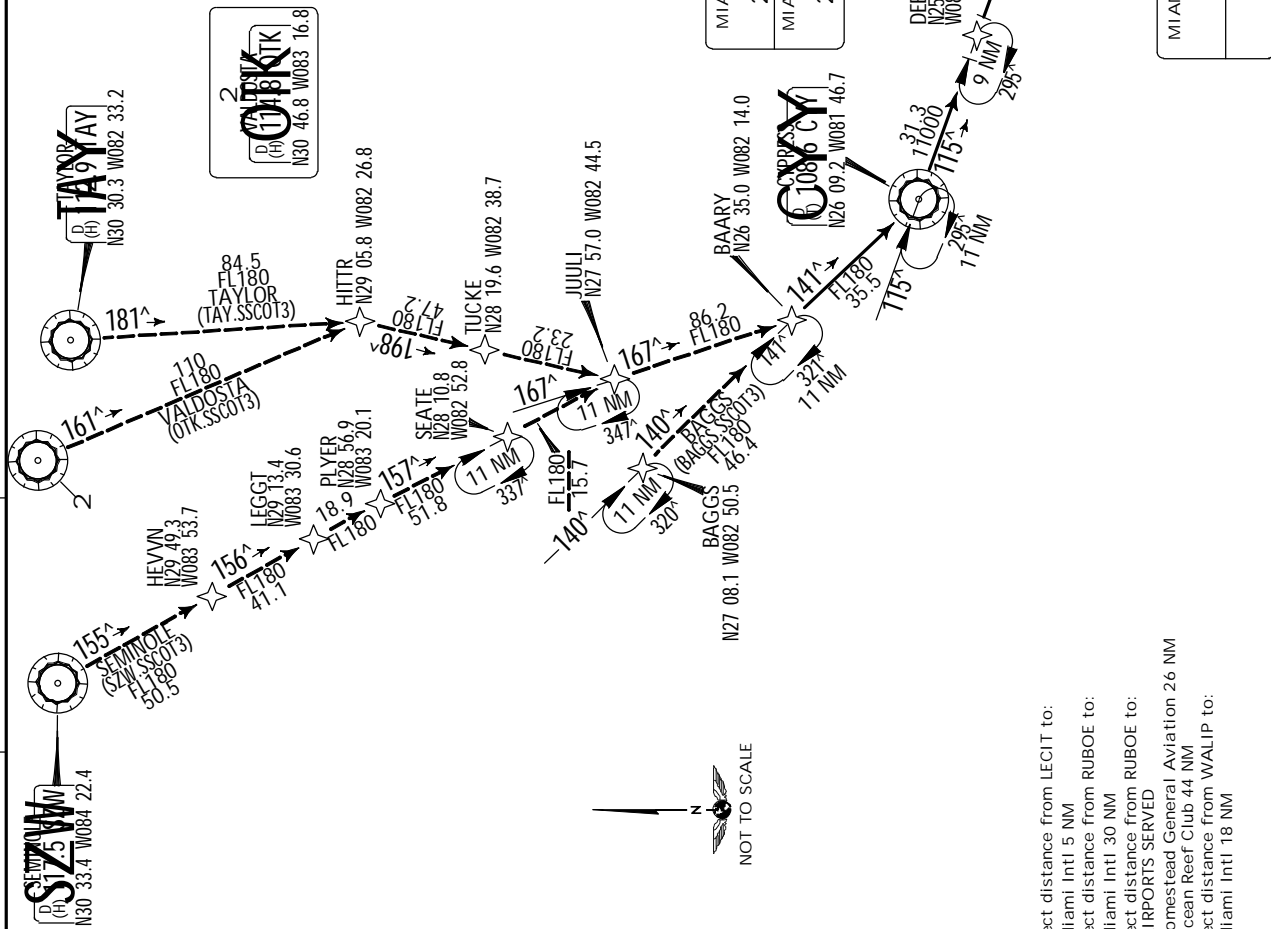 TAYLOR
D
(H) 112.9 TAY
TAY
N30 30.3 W082 33.2
2
VALDOSTA
D
(H) 114.8 OTK
OTK
N30 46.8 W083 16.8
SEMINOLE
D
(H) 117.5 SZW
SZW
N30 33.4 W084 22.4
181^
84.5
FL180
TAYLOR
(TAY.SSCOT3)
161^
110
FL180
VALDOSTA
(OTK.SSCOT3)
2
155^
SEMINOLE
(SZW.SSCOT3)
FL180
50.5
HITTR
N29 05.8 W082 26.8
198^
FL180
47.2
TUCKE
N28 19.6 W082 38.7
FL180
23.2
HEVVN
N29 49.3
W083 53.7
156^
FL180
41.1
LEGGT
N29 13.4
W083 30.6
18.9
FL180
PLYER
N28 56.9
W083 20.1
157^
FL180
51.8
SEATE
N28 10.8
W082 52.8
11 NM
337^
167^
FL180
15.7
JUULI
N27 57.0 W082 44.5
11 NM
347^
167^
86.2
FL180
140^
11 NM
320^
BAGGS
N27 08.1 W082 50.5
140^
BAGGS
(BAGGS.SSCOT3)
FL180
46.4
BAARY
N26 35.0 W082 14.0
141^
321^
11 NM
141^
FL180
35.5
CYPRESS
D
(H) 108.6 CYY
CYY
N26 09.2 W081 46.7
115^
295^
11 NM
31.3
11000
115^
9 NM
295^
N25
MIA
MIA
N
NOT TO SCALE
ect distance from LECIT to:
iami Intl 5 NM
ect distance from RUBOE to:
iami Intl 30 NM
ect distance from RUBOE to:
IRPORTS SERVED
omestead General Aviation 26 NM
cean Reef Club 44 NM
ect distance from WALIP to:
iami Intl 18 NM